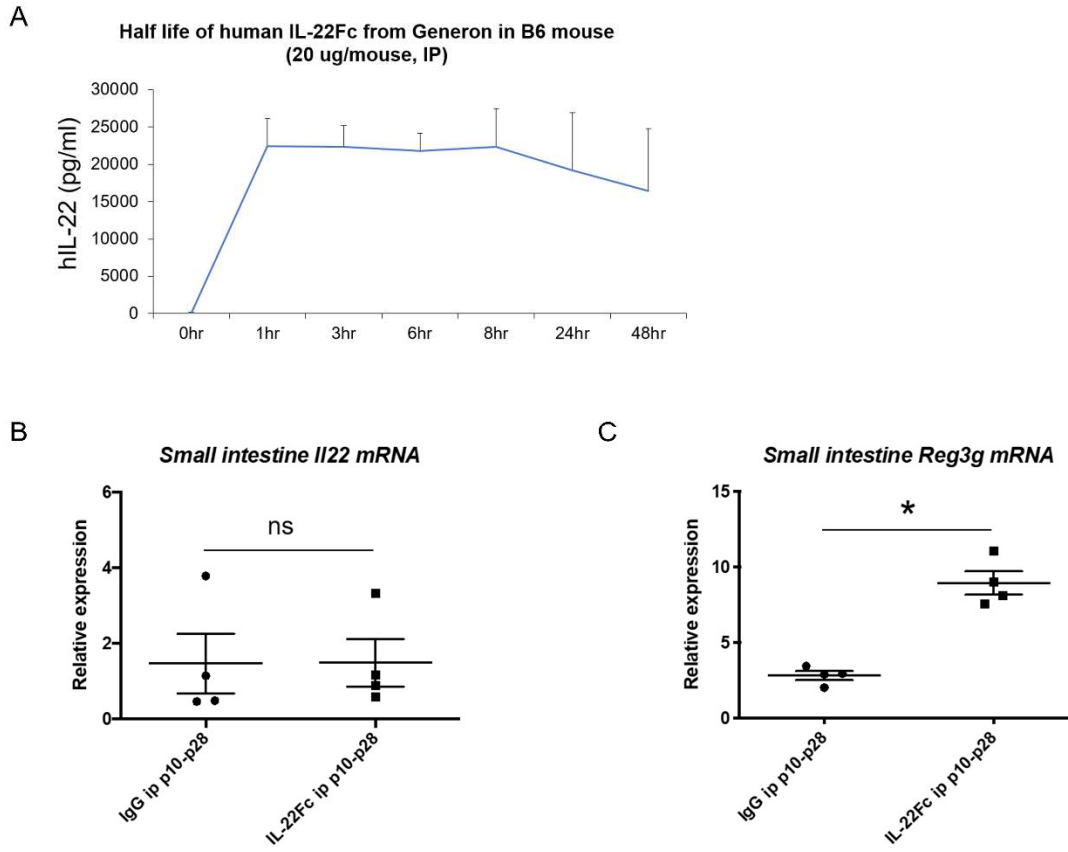 A
Half life of human IL-22Fc from Generon in B6 mouse
(20 ug/mouse, IP)
hIL-22 (pg/ml)
30000
25000
20000
15000
10000
5000
0
0hr 1hr 3hr 6hr 8hr 24hr 48hr
B
Small intestine Il22 mRNA
Relative expression
6
4
2
0
ns
IgG ip p10-p28
IL-22Fc ip p10-p28
C
Small intestine Reg3g mRNA
Relative expression
15
10
5
0
*
IgG ip p10-p28
IL-22Fc ip p10-p28